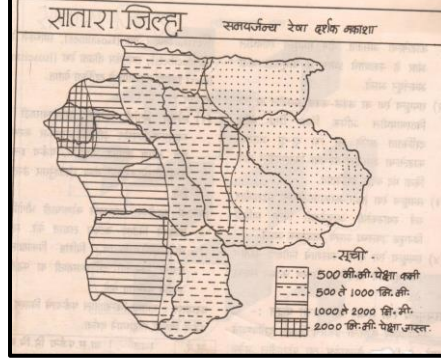 सातारा जिल्हा
समपर्जन्य रेषा दर्शक नकाशा
सूची
500 मी.मी. पेक्षा कमी
500 ते 1000 मि.मी.
1000 ते 2000 मि.मी.
2000 मि.मी. पेक्षा जास्त.